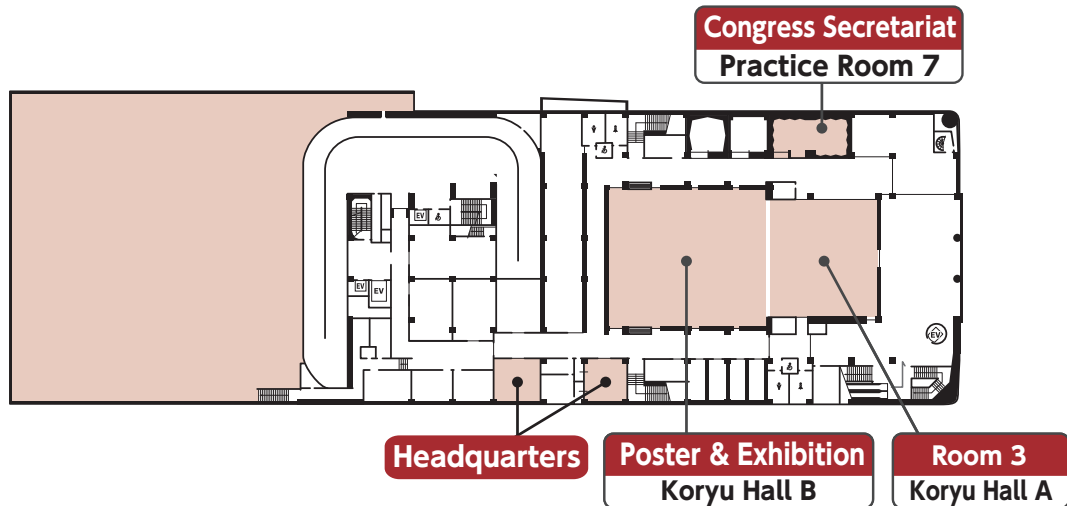 Congress Secretariat
Practice Room 7
EV
EV
EV
EV
Headquarters
Poster & Exhibition
Koryu Hall B
Room 3
Koryu Hall A